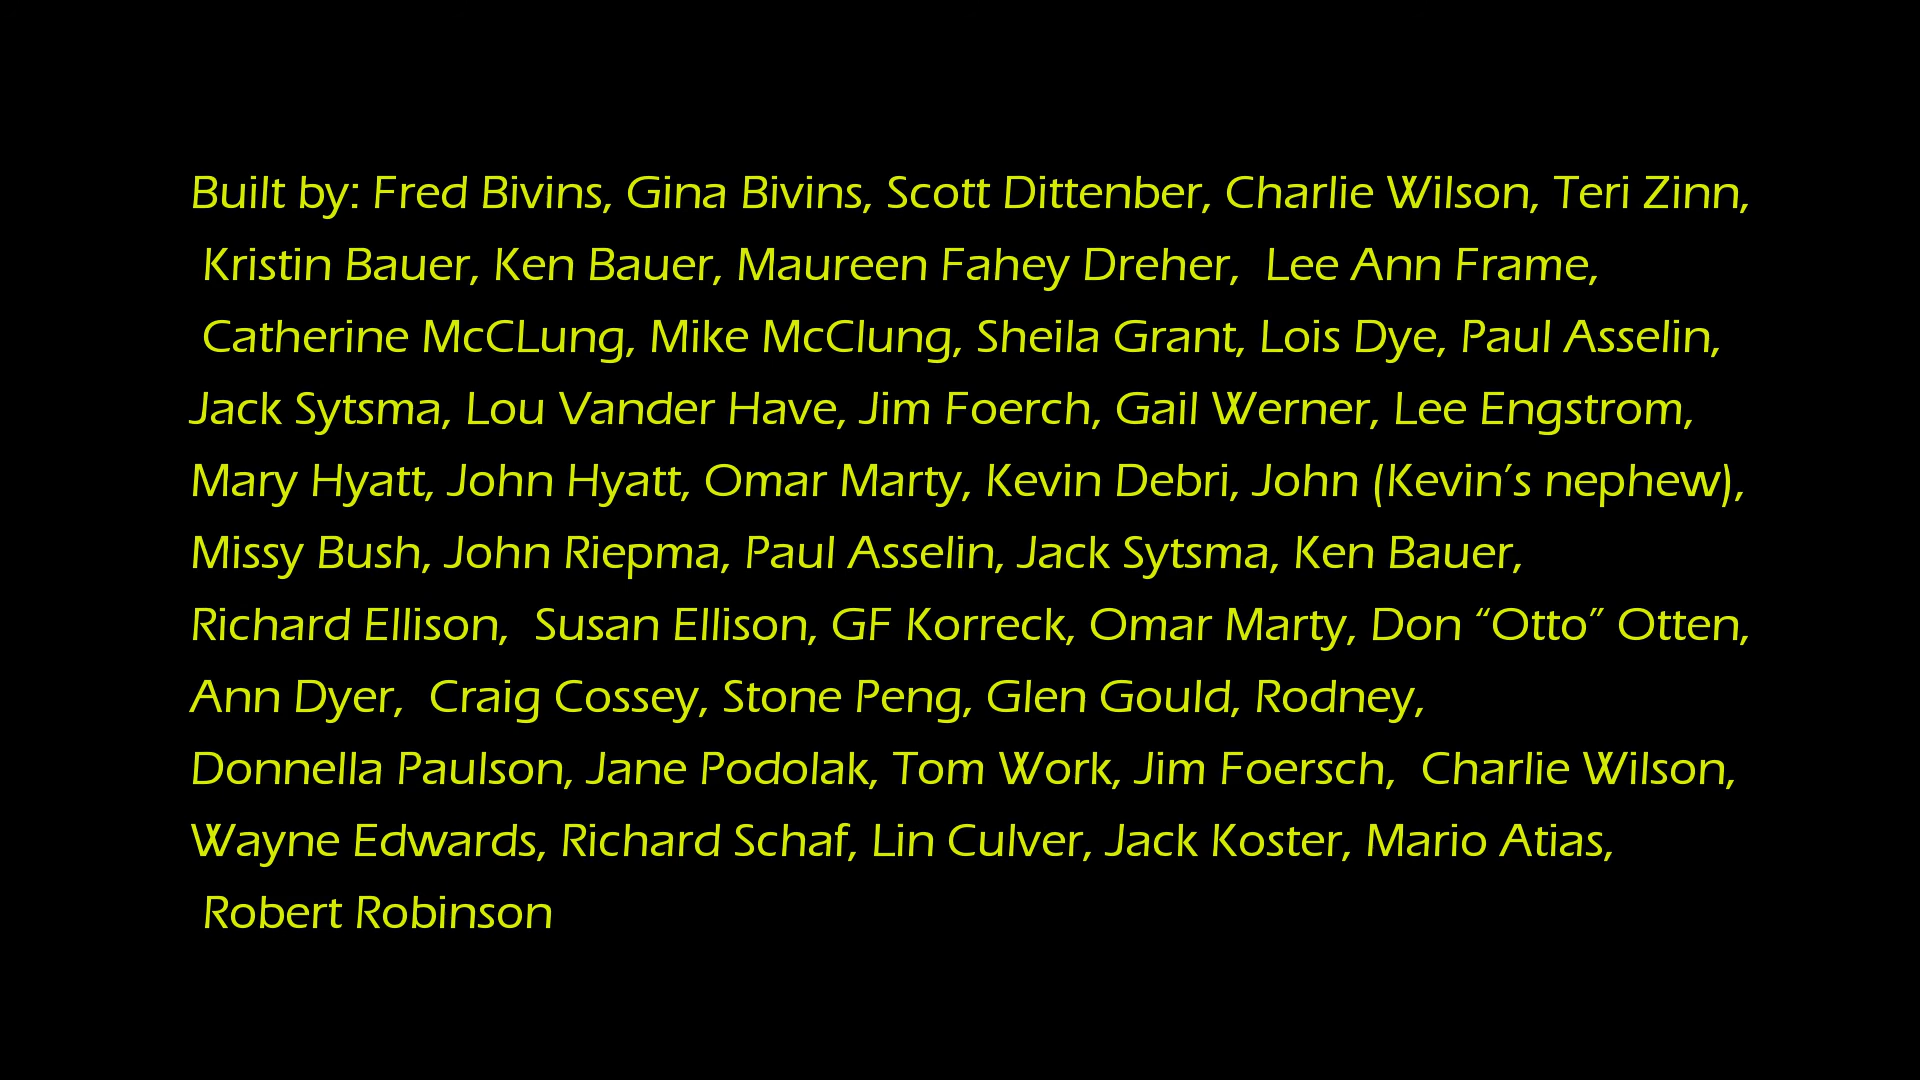 Built by: Fred Bivins, Gina Bivins, Scott Dittenber, Charlie Wilson, Teri Zinn,
Kristin Bauer, Ken Bauer, Maureen Fahey Dreher,  Lee Ann Frame,
Catherine McCLung, Mike McClung, Sheila Grant, Lois Dye, Paul Asselin,
Jack Sytsma, Lou Vander Have, Jim Foerch, Gail Werner, Lee Engstrom,
Mary Hyatt, John Hyatt, Omar Marty, Kevin Debri, John (Kevin’s nephew),
Missy Bush, John Riepma, Paul Asselin, Jack Sytsma, Ken Bauer,
Richard Ellison,  Susan Ellison, GF Korreck, Omar Marty, Don “Otto” Otten,
Ann Dyer,  Craig Cossey, Stone Peng, Glen Gould, Rodney,
Donnella Paulson, Jane Podolak, Tom Work, Jim Foersch,  Charlie Wilson,
Wayne Edwards, Richard Schaf, Lin Culver, Jack Koster, Mario Atias,
Robert Robinson